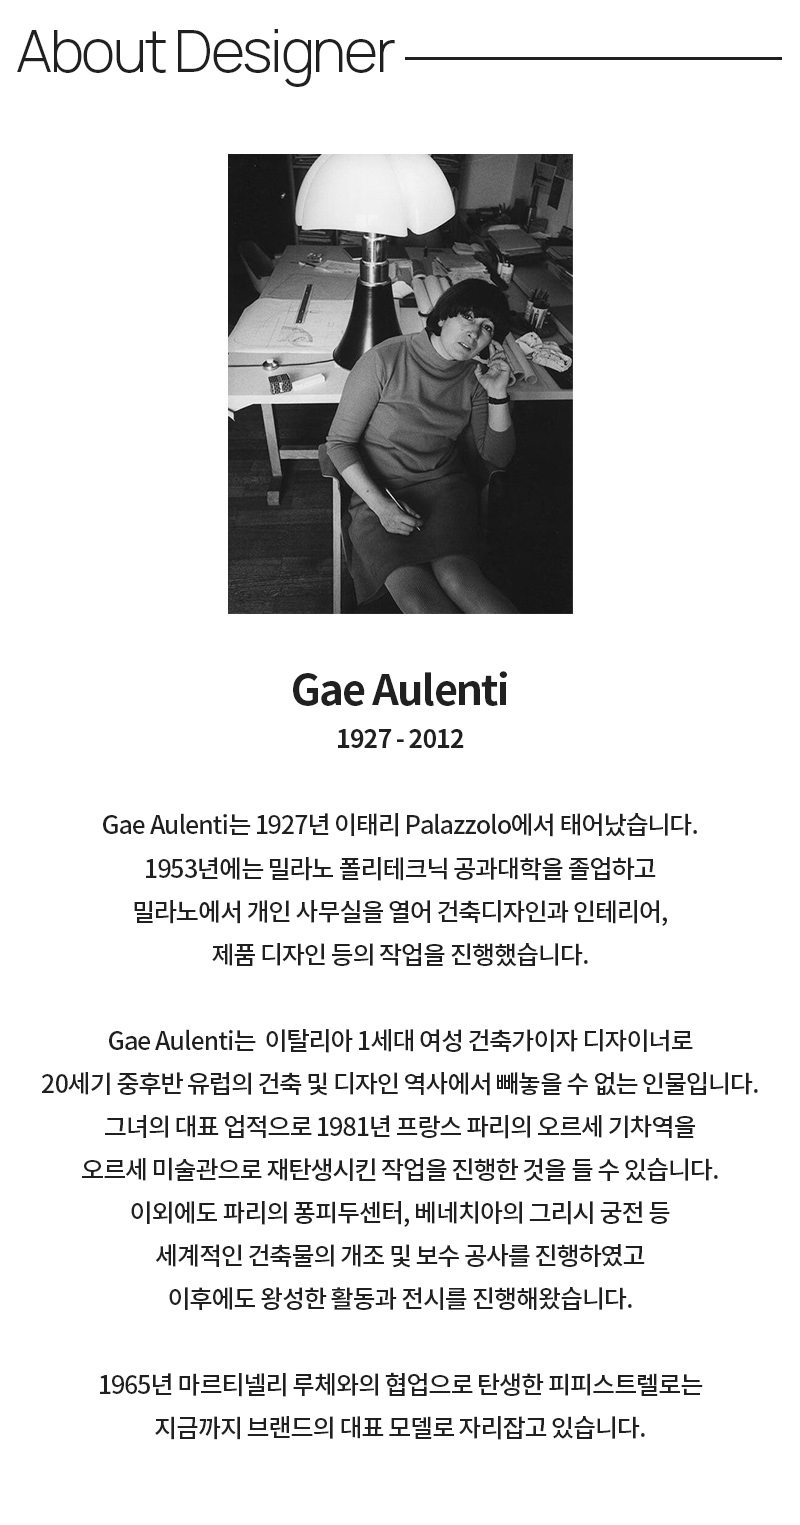 About Designer
Gae Aulenti
1927 - 2012
Gae Aulenti는 1927년 이태리 Palazzolo에서 태어났습니다.
1953년에는 밀라노 폴리테크닉 공과대학을 졸업하고
밀라노에서 개인 사무실을 열어 건축디자인과 인테리어,
제품 디자인 등의 작업을 진행했습니다.
Gae Aulenti는 이탈리아 1세대 여성 건축가이자 디자이너로
20세기 중후반 유럽의 건축 및 디자인 역사에서 빼놓을 수 없는 인물입니다.
그녀의 대표 업적으로 1981년 프랑스 파리의 오르세 기차역을
오르세 미술관으로 재탄생시킨 작업을 진행한 것을 들 수 있습니다.
이외에도 파리의 퐁피두센터, 베네치아의 그리시 궁전 등
세계적인 건축물의 개조 및 보수 공사를 진행하였고
이후에도 왕성한 활동과 전시를 진행해왔습니다.
1965년 마르티넬리 루체와의 협업으로 탄생한 피피스트렐로는
지금까지 브랜드의 대표 모델로 자리잡고 있습니다.